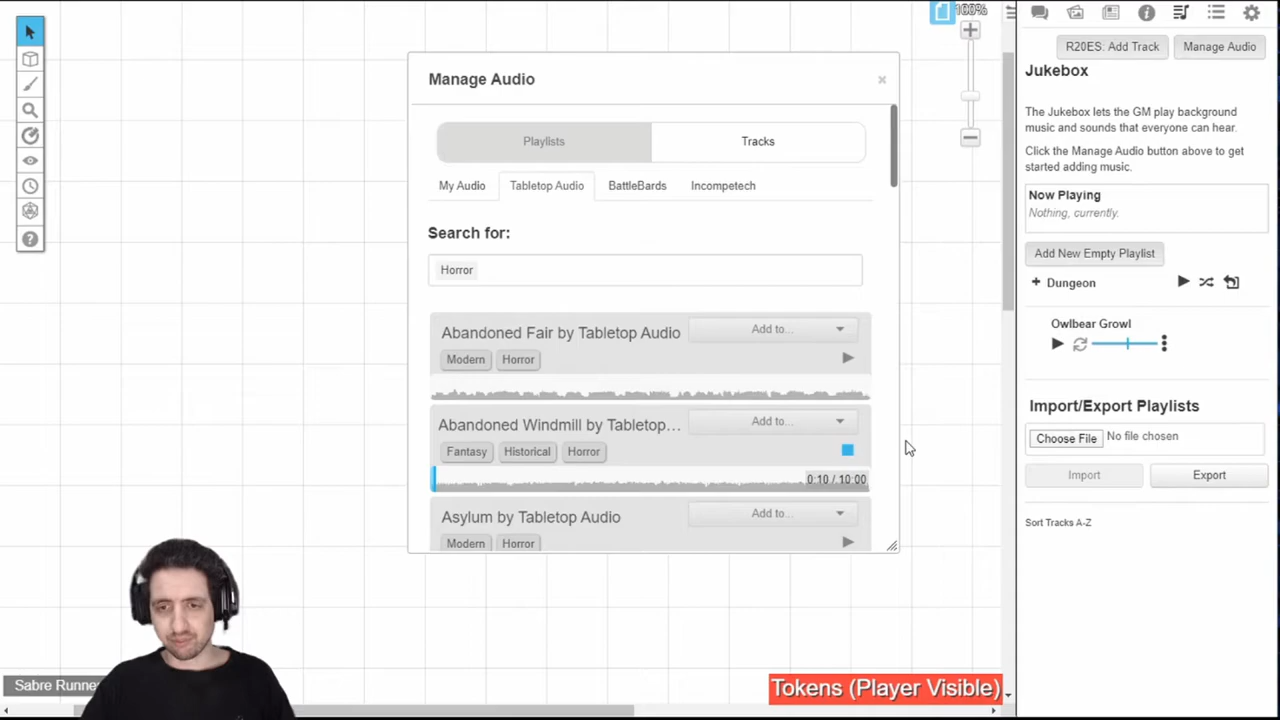 100%
R20ES: Add Track
Manage Audio
Jukebox
The Jukebox lets the GM play background
music and sounds that everyone can hear.
Click the Manage Audio button above to get
started adding music.
Now Playing
Nothing, currently.
Add New Empty Playlist
+ Dungeon
Owlbear Growl
Import/Export Playlists
Choose File No file chosen
Import
Export
Sort Tracks A-Z
Manage Audio
×
Playlists
Tracks
My Audio
Tabletop Audio
BattleBards
Incompetech
Search for:
Horror
Abandoned Fair by Tabletop Audio
Add to...
Modern
Horror
Abandoned Windmill by Tabletop...
Add to...
Fantasy
Historical
Horror
0:10 / 10:00
Asylum by Tabletop Audio
Add to...
Modern
Horror
Sabre Runne
Tokens (Player Visible)